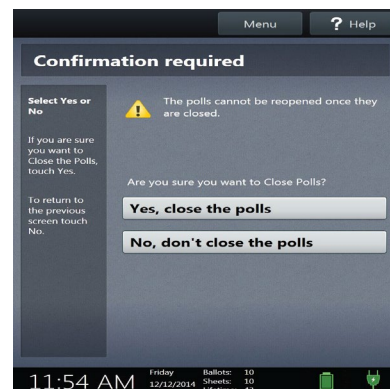 Menu
? Help
Confirmation required
Select Yes or
No
If you are sure
you want to
Close the Polls,
touch Yes.
To return to
the previous
screen touch
No.
The polls cannot be reopened once they
are closed.
Are you sure you want to Close Polls?
Yes, close the polls
No, don't close the polls
11:54 AM
Friday
12/12/2014
Ballots: 10
Sheets: 10
Lifetime: 42